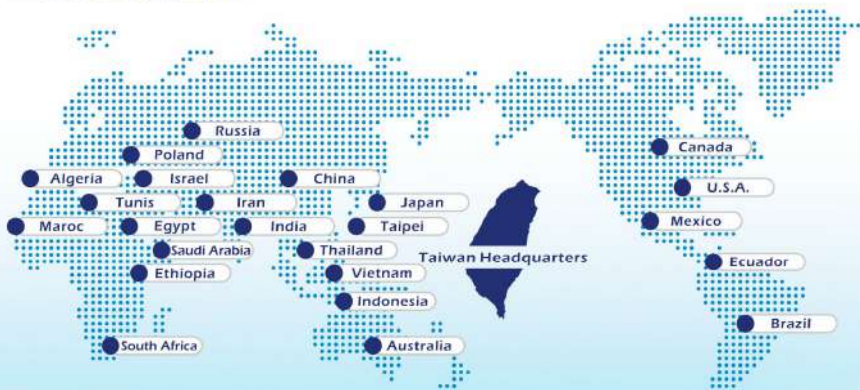 Russia
Poland
Canada
Algeria
Israel
China
U.S.A.
Tunis
Iran
Japan
Maroc
Egypt
India
Taipei
Mexico
Saudi Arabia
Thailand
Taiwan Headquarters
Ecuador
Ethiopia
Vietnam
Indonesia
Brazil
South Africa
Australia